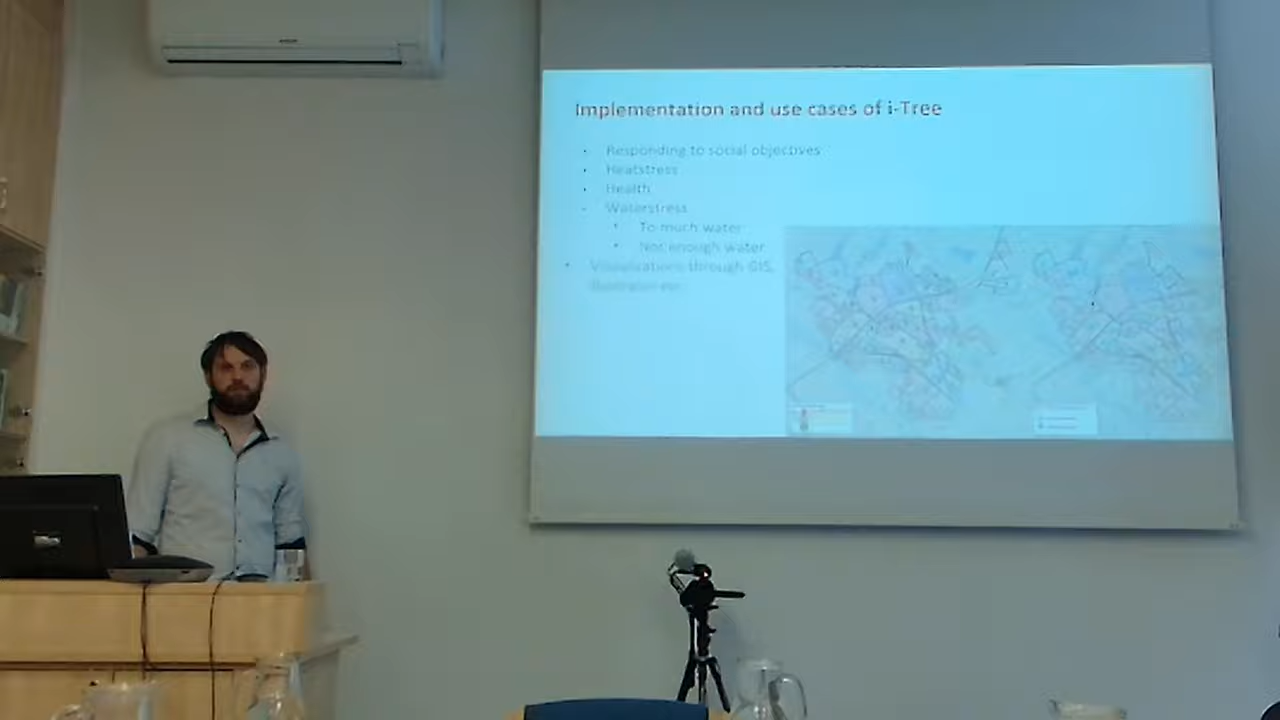 Implementation and use cases of i-Tree
Responding to social objectives
Heatstress
Health
Waterstress
To much water
Not enough water
Visualisations through GIS,